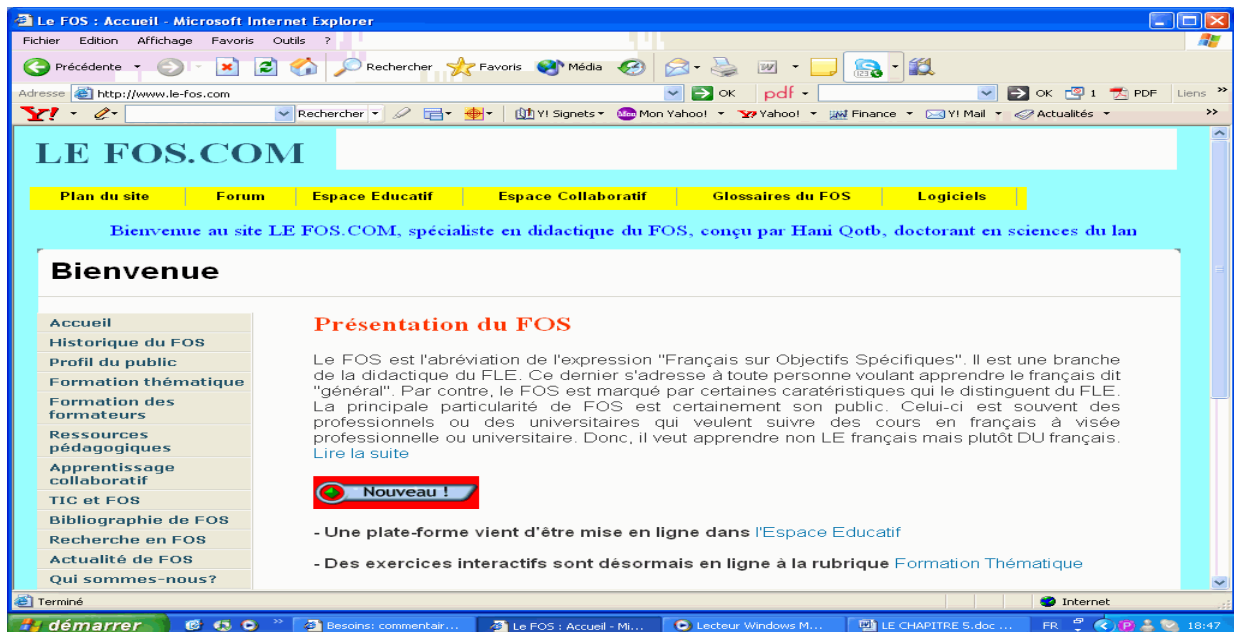 Le FOS : Accueil - Microsoft Internet Explorer
Fichier Edition Affichage Favoris Outils ?
Précédente Rechercher Favoris Média
Adresse http://www.le-fos.com OK pdf OK 1 PDF Liens »
Y! Rechercher Y! Signets Mon Yahoo! Yahoo! Finance Y! Mail Actualités »
LE FOS.COM
Plan du site Forum Espace Educatif Espace Collaboratif Glossaires du FOS Logiciels
Bienvenue au site LE FOS.COM, spécialiste en didactique du FOS, conçu par Hani Qotb, doctorant en sciences du lan
Bienvenue
Accueil
Historique du FOS
Profil du public
Formation thématique
Formation des
formateurs
Ressources
pédagogiques
Apprentissage
collaboratif
TIC et FOS
Bibliographie de FOS
Recherche en FOS
Actualité de FOS
Qui sommes-nous?
Présentation du FOS
Le FOS est l'abréviation de l'expression "Français sur Objectifs Spécifiques". Il est une branche
de la didactique du FLE. Ce dernier s'adresse à toute personne voulant apprendre le français dit
"général". Par contre, le FOS est marqué par certaines caratéristiques qui le distinguent du FLE.
La principale particularité de FOS est certainement son public. Celui-ci est souvent des
professionnels ou des universitaires qui veulent suivre des cours en français à visée
professionnelle ou universitaire. Donc, il veut apprendre non LE français mais plutôt DU français.
Lire la suite
Nouveau !
- Une plate-forme vient d'être mise en ligne dans l'Espace Educatif
- Des exercices interactifs sont désormais en ligne à la rubrique Formation Thématique
Terminé Internet
démarrer » Besoins: commentair... Le FOS : Accueil - Mi... Lecteur Windows M... LE CHAPITRE 5.doc ... FR 18:47